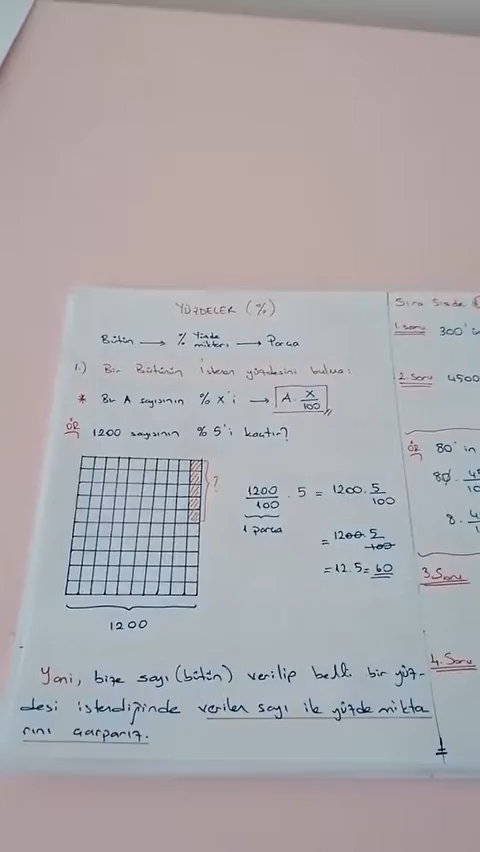 YÜZDELER (%)
Bütün → % Yüzde miktarı → Parça
1.) Bir Bütünün İstenen yüzdesini bulma:
* Bir A sayısının % x'i → A . x/100
ÖR 1200 sayısının % 5'i kaçtır?
?
1200/100 . 5 = 1200 . 5/100
1 parça
= 1200 . 5/100
= 12.5 = 60
1200
Yani, bize sayı (bütün) verilip belli bir yüz-
desi istendiğinde verilen sayı ile yüzde mikta
rını çarparız.
Sıra Sizde
1. soru 300'
2. Soru 4500
ÖR 80' in
80 .
8 .
3. Soru
4. Soru